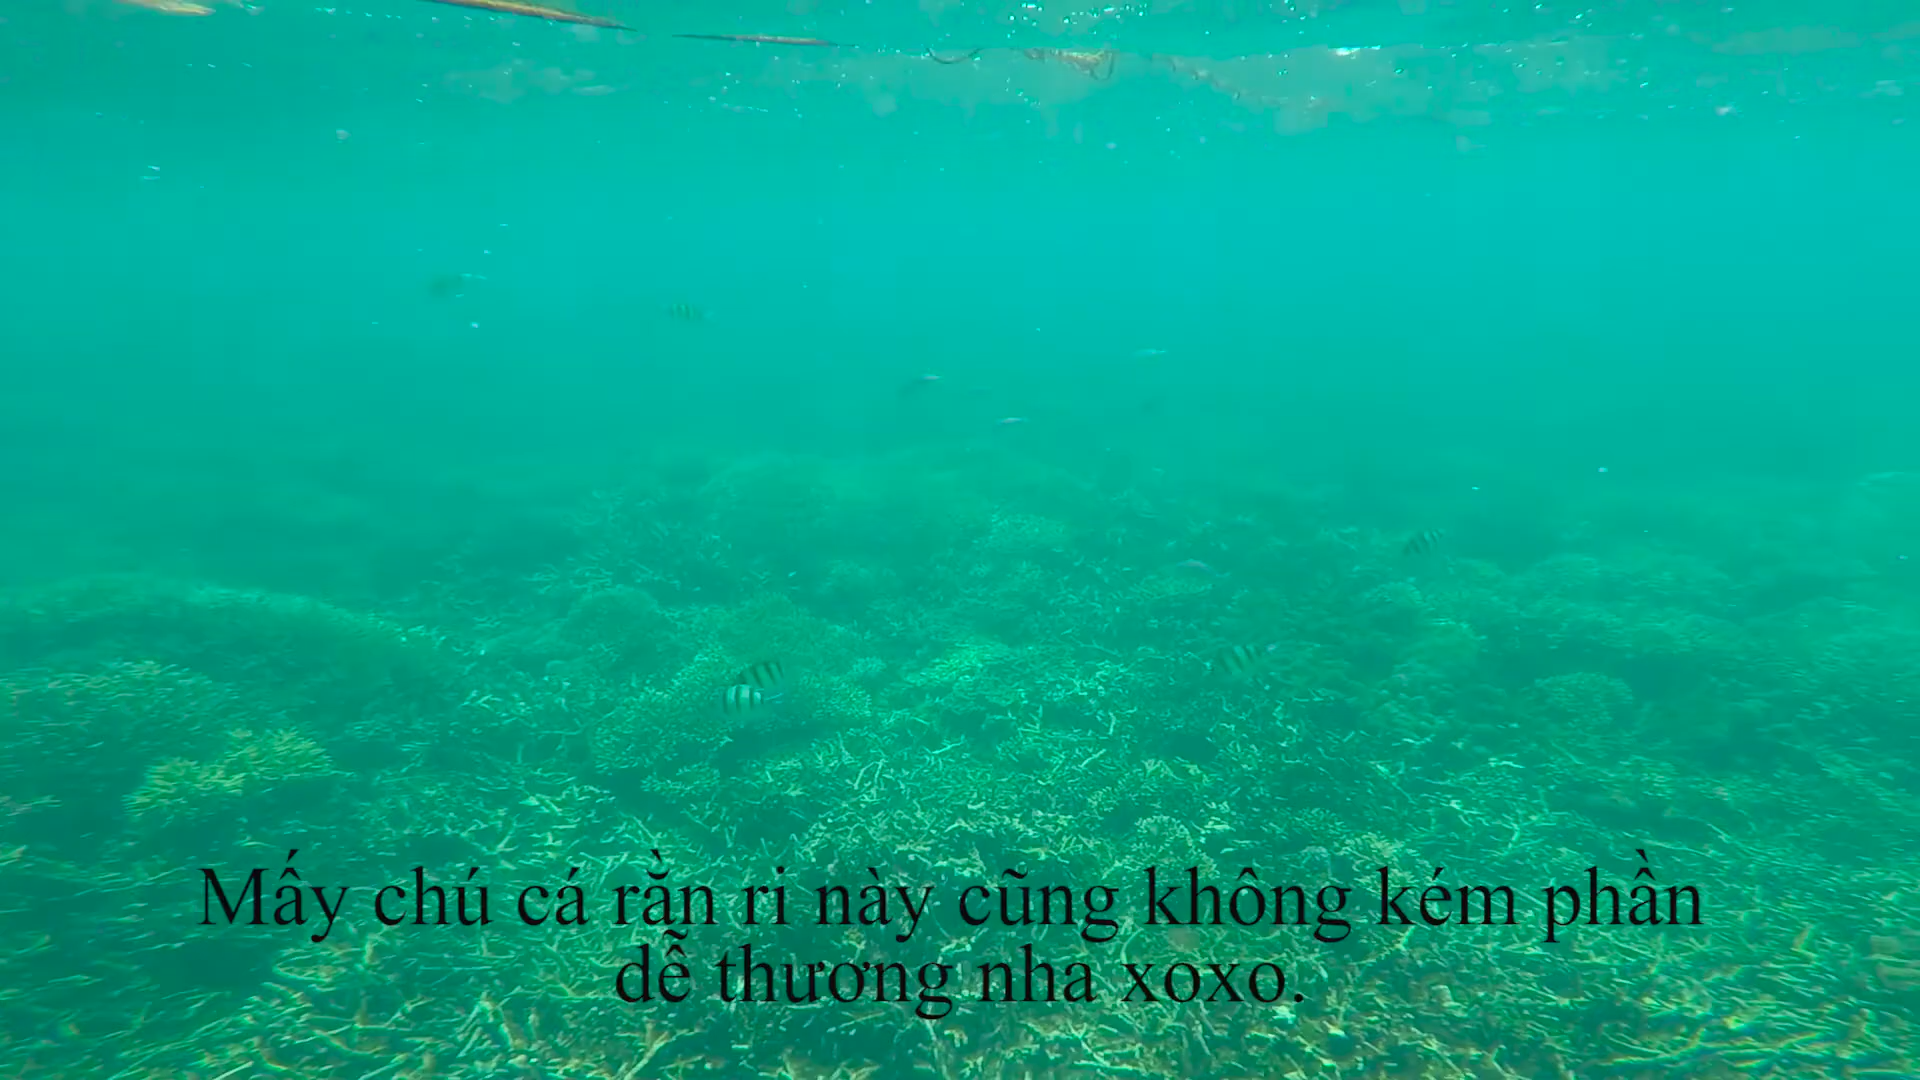 Mấy chú cá rằn ri này cũng không kém phần
dễ thương nha xoxo.